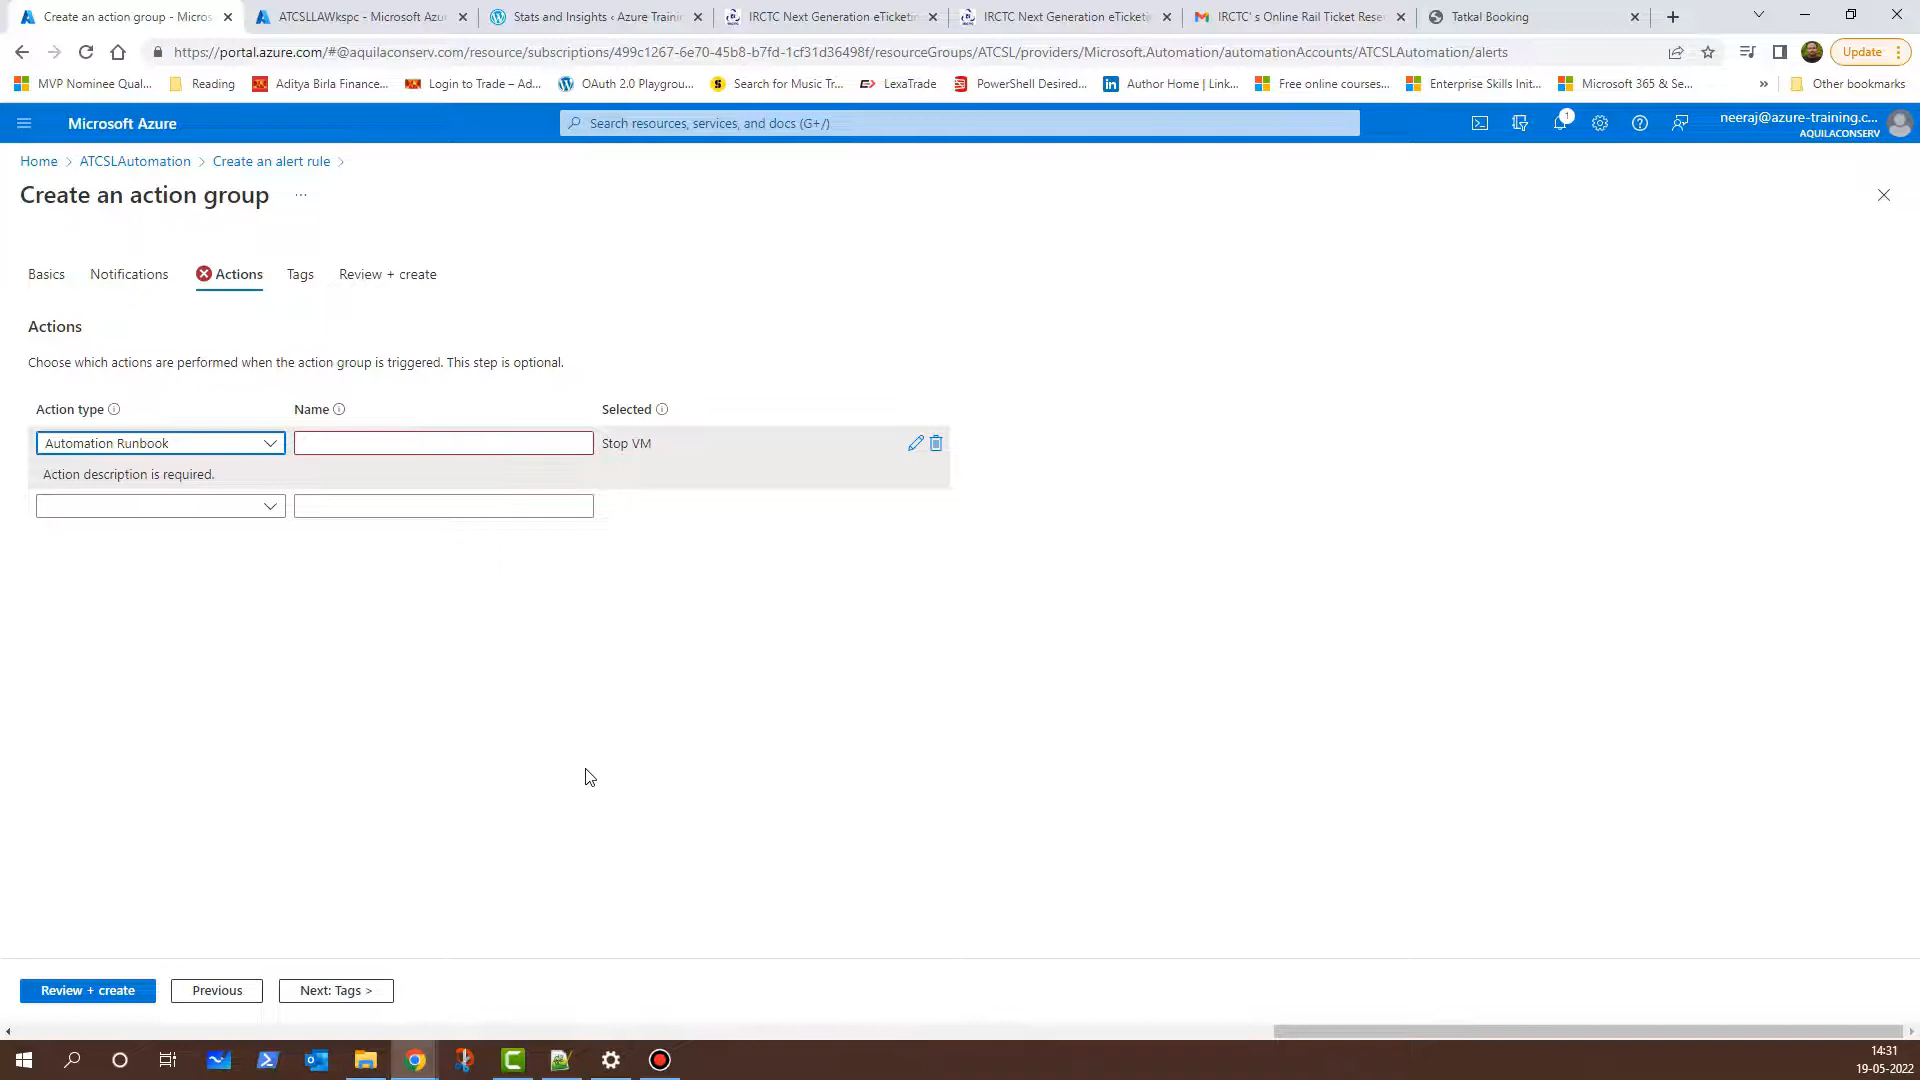 Create an action group - Micros
ATCSLLAWkspc - Microsoft Azu
Stats and Insights ‹ Azure Trainin
IRCTC Next Generation eTicketin
IRCTC Next Generation eTicketin
IRCTC' s Online Rail Ticket Rese
Tatkal Booking
https://portal.azure.com/#@aquilaconserv.com/resource/subscriptions/499c1267-6e70-45b8-b7fd-1cf31d36498f/resourceGroups/ATCSL/providers/Microsoft.Automation/automationAccounts/ATCSLAutomation/alerts
Update
MVP Nominee Qual...
Reading
Aditya Birla Finance...
Login to Trade – Ad...
OAuth 2.0 Playgrou...
Search for Music Tr...
LexaTrade
PowerShell Desired...
Author Home | Link...
Free online courses...
Enterprise Skills Init...
Microsoft 365 & Se...
»
Other bookmarks
Microsoft Azure
Search resources, services, and docs (G+/)
1
neeraj@azure-training.c...
AQUILACONSERV
Home > ATCSLAutomation > Create an alert rule >
Create an action group ...
Basics
Notifications
Actions
Tags
Review + create
Actions
Choose which actions are performed when the action group is triggered. This step is optional.
Action type
Name
Selected
Automation Runbook
Stop VM
Action description is required.
Review + create
Previous
Next: Tags >
14:31
19-05-2022